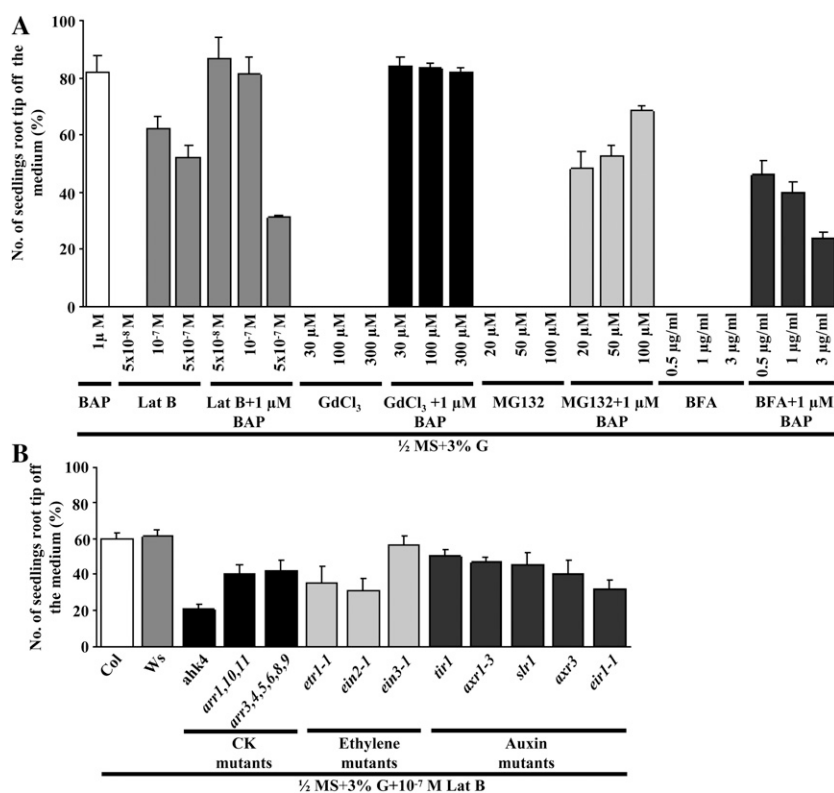 A
No. of seedlings root tip off the
medium (%)
100
80
60
40
20
0
1µ M
5x10-8 M
10-7 M
5x10-7 M
5x10-8 M
10-7 M
5x10-7 M
30 µM
100 µM
300 µM
30 µM
100 µM
300 µM
20 µM
50 µM
100 µM
20 µM
50 µM
100 µM
0.5 µg/ml
1 µg/ml
3 µg/ml
0.5 µg/ml
1 µg/ml
3 µg/ml
BAP
Lat B
Lat B+1 µM
BAP
GdCl3
GdCl3 +1 µM
BAP
MG132
MG132+1 µM
BAP
BFA
BFA+1 µM
BAP
½ MS+3% G
B
No. of seedlings root tip off
the medium (%)
100
80
60
40
20
0
Col
Ws
ahk4
arr1,10,11
arr3,4,5,6,8,9
etr1-1
ein2-1
ein3-1
tir1
axr1-3
slr1
axr3
eir1-1
CK
mutants
Ethylene
mutants
Auxin
mutants
½ MS+3% G+10-7 M Lat B